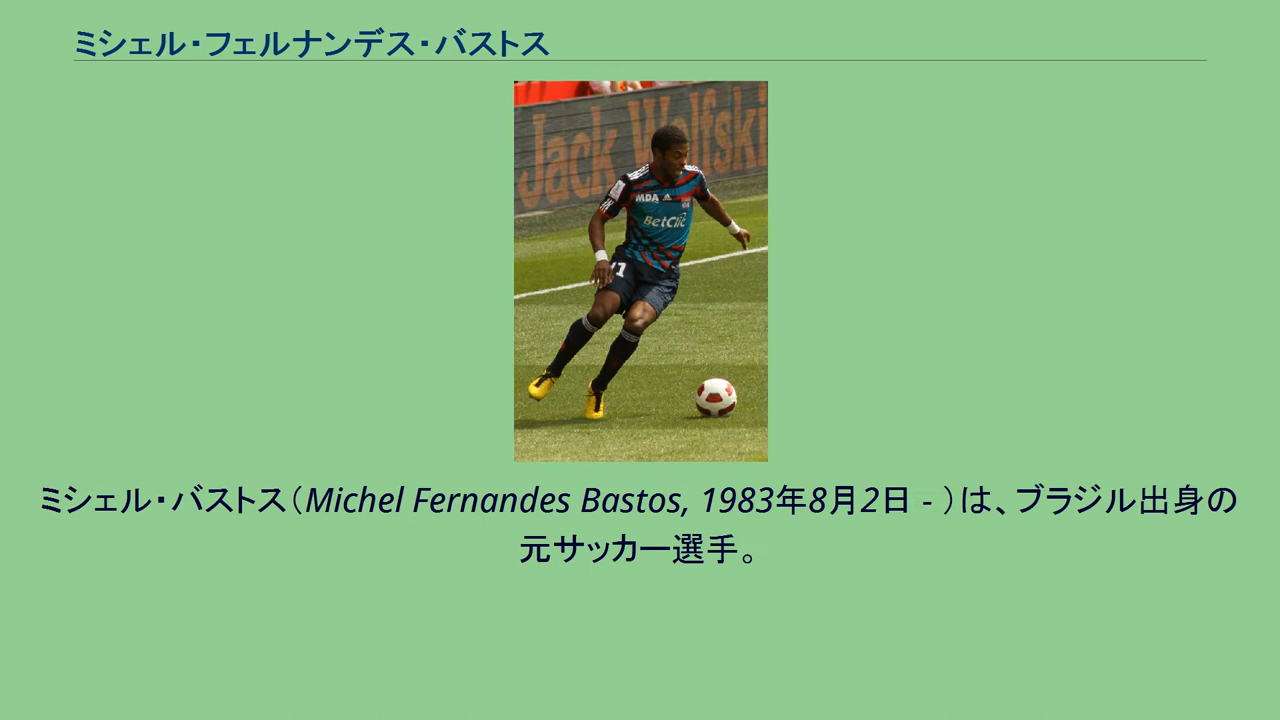 ミシェル・フェルナンデス・バストス
Jack Wolfski
MDA
BetClic
11
ミシェル・バストス（Michel Fernandes Bastos, 1983年8月2日 - ）は、ブラジル出身の
元サッカー選手。